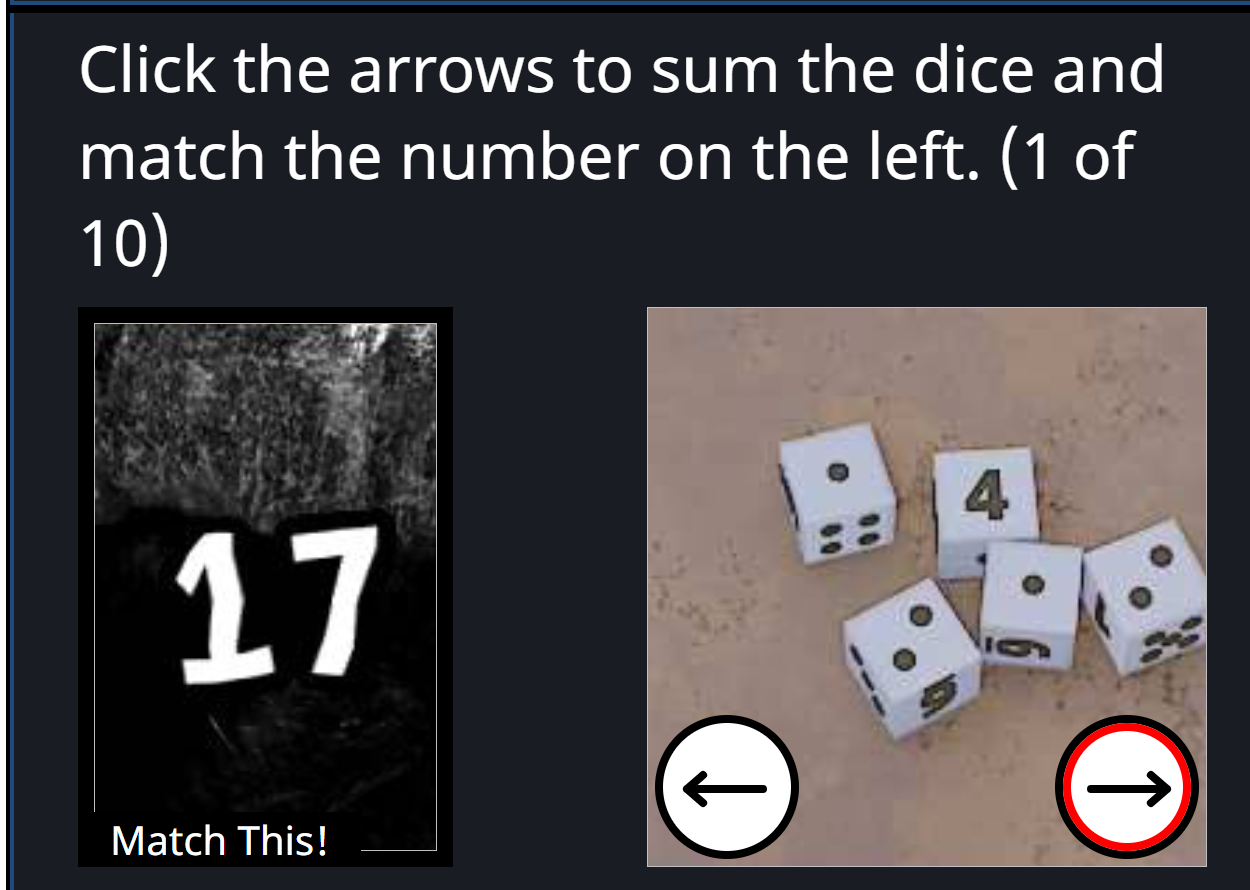 Click the arrows to sum the dice and
match the number on the left. (1 of
10)
17
4
6
Match This!